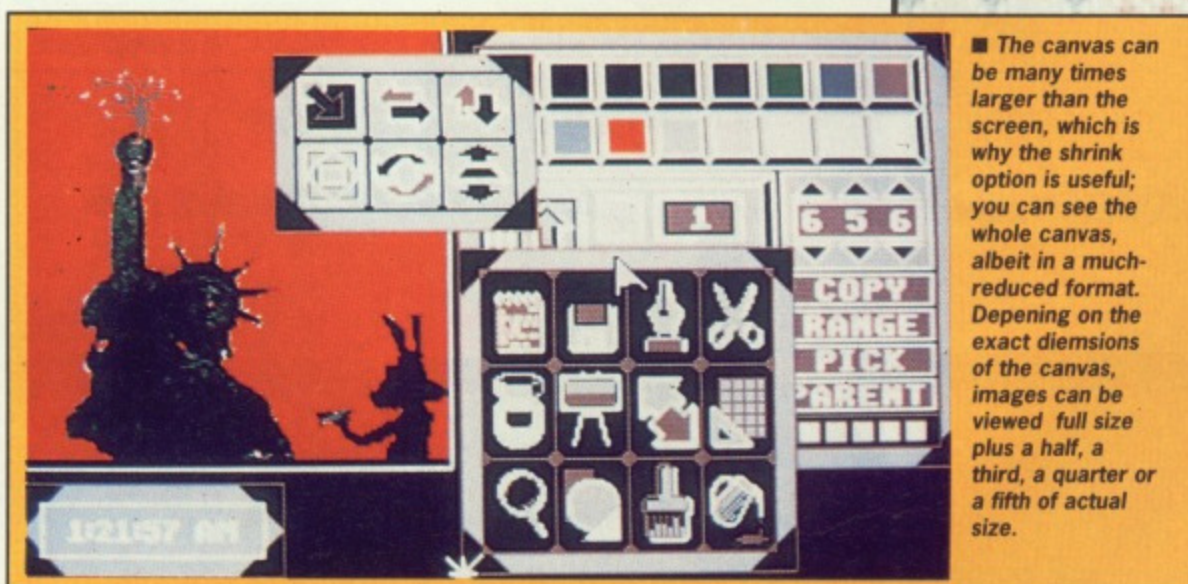 ■ The canvas can
be many times
larger than the
screen, which is
why the shrink
option is useful;
you can see the
whole canvas,
albeit in a much-
reduced format.
Depening on the
exact diemsions
of the canvas,
images can be
viewed full size
plus a half, a
third, a quarter or
a fifth of actual
size.
1
6 5 6
COPY
RANGE
PICK
PARENT
1:21:57 AM